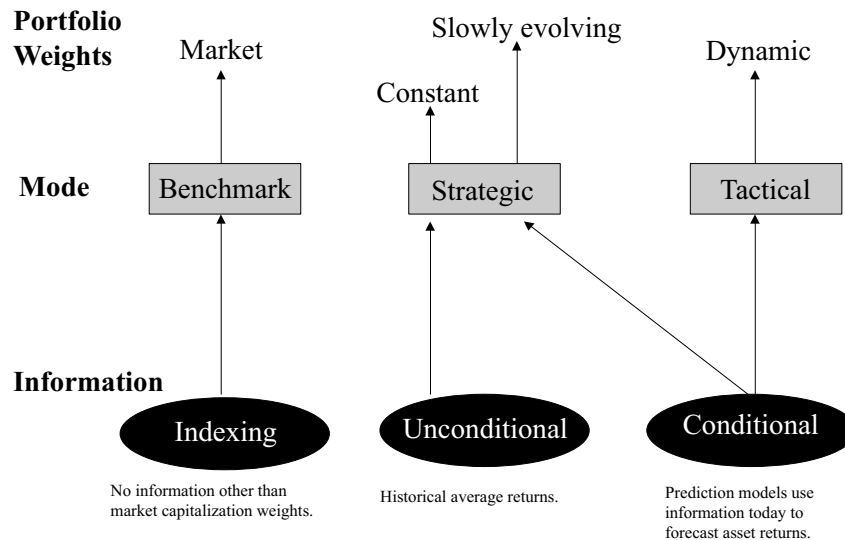 Portfolio
Weights
Market
Slowly evolving
Dynamic
Constant
Mode
Benchmark
Strategic
Tactical
Information
Indexing
Unconditional
Conditional
No information other than
market capitalization weights.
Historical average returns.
Prediction models use
information today to
forecast asset returns.